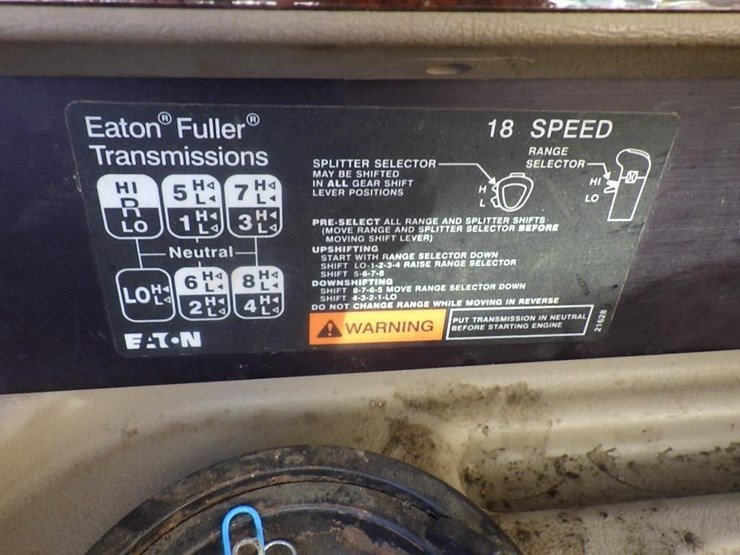 Eaton® Fuller®
Transmissions
18 SPEED
HI
R
LO
5 H L
1 H L
7 H L
3 H L
Neutral
LO H L
6 H L
2 H L
8 H L
4 H L
EATON
SPLITTER SELECTOR
MAY BE SHIFTED
IN ALL GEAR SHIFT
LEVER POSITIONS
H
L
RANGE
SELECTOR
HI
LO
PRE-SELECT ALL RANGE AND SPLITTER SHIFTS
(MOVE RANGE AND SPLITTER SELECTOR BEFORE
MOVING SHIFT LEVER)
UPSHIFTING
START WITH RANGE SELECTOR DOWN
SHIFT LO-1-2-3-4 RAISE RANGE SELECTOR
SHIFT 5-6-7-8
DOWNSHIFTING
SHIFT 8-7-6-5 MOVE RANGE SELECTOR DOWN
SHIFT 4-3-2-1-LO
DO NOT CHANGE RANGE WHILE MOVING IN REVERSE
WARNING
PUT TRANSMISSION IN NEUTRAL
BEFORE STARTING ENGINE
21628